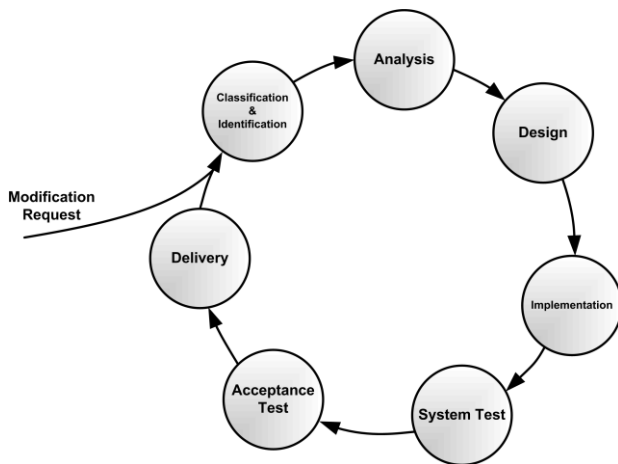 Analysis
Classification
&
Identification
Design
Modification
Request
Delivery
Implementation
Acceptance
Test
System Test